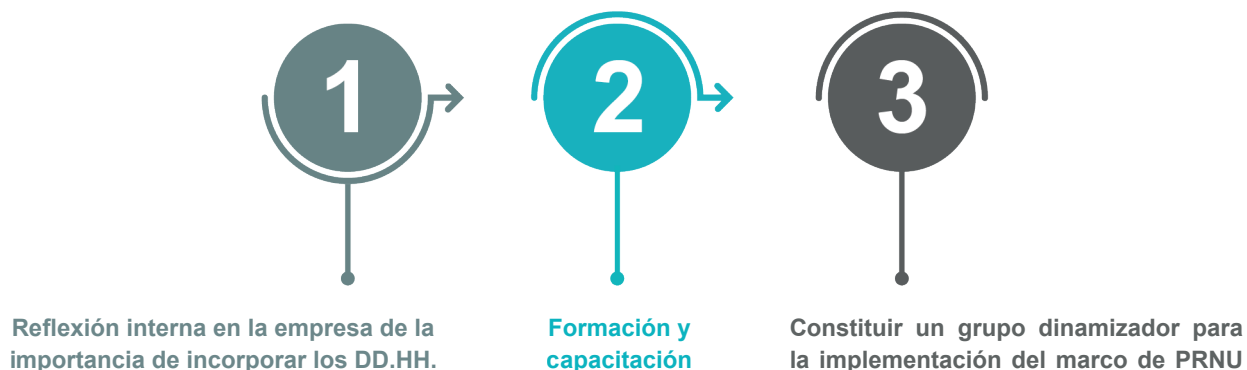 1
2
3
Reflexión interna en la empresa de la
importancia de incorporar los DD.HH.
Formación y
capacitación
Constituir un grupo dinamizador para
la implementación del marco de PRNU